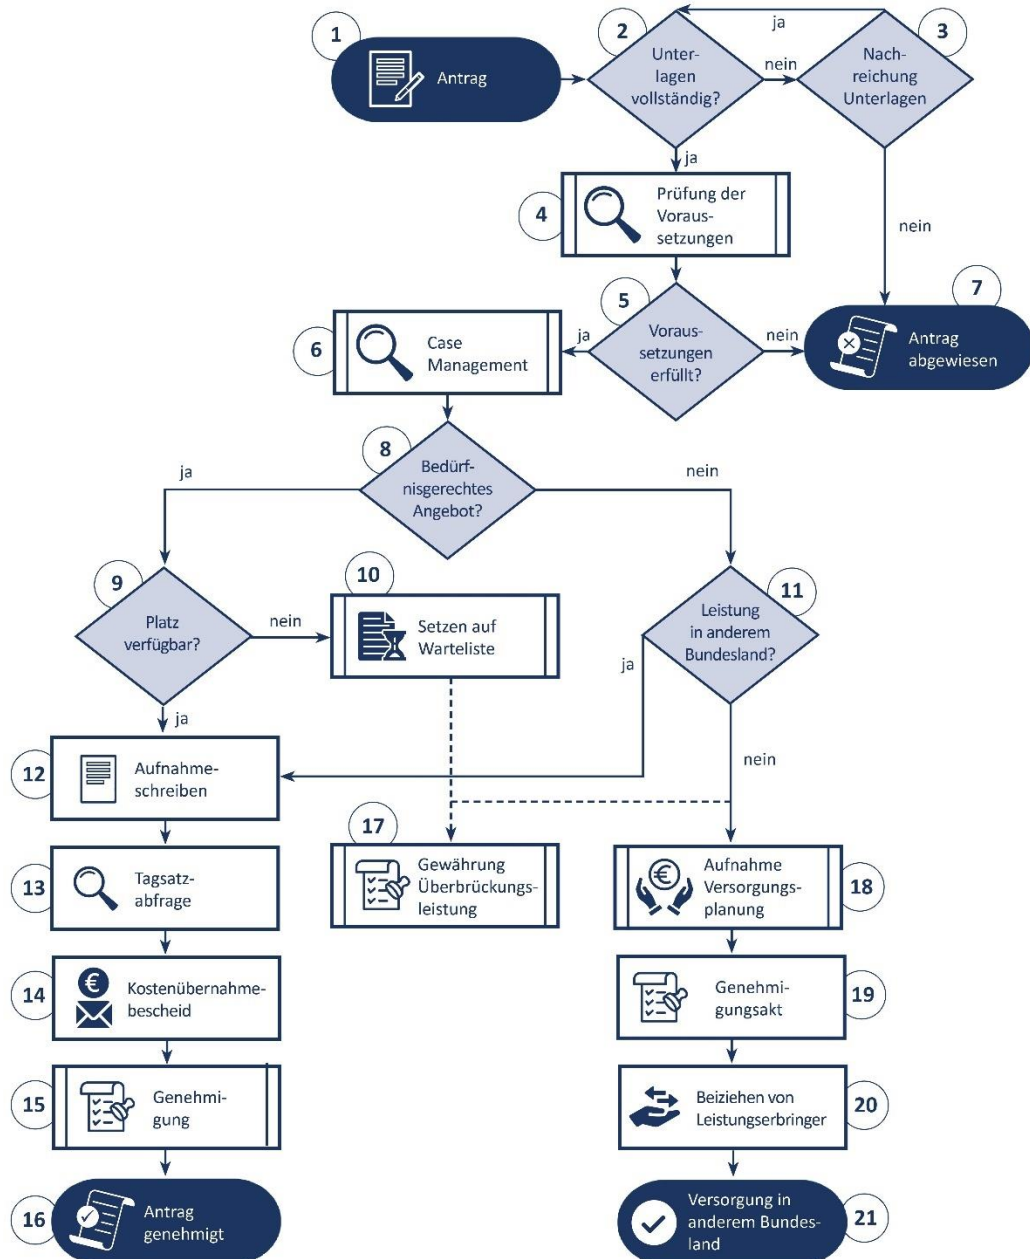 1
Antrag
2
Unter-
lagen
vollständig?
ja
nein
3
Nach-
reichung
Unterlagen
ja
nein
4
Prüfung der
Voraus-
setzungen
5
Voraus-
setzungen
erfüllt?
ja
nein
6
Case
Management
7
Antrag
abgewiesen
8
Bedürf-
nisgerechtes
Angebot?
ja
nein
9
Platz
verfügbar?
nein
ja
10
Setzen auf
Warteliste
11
Leistung
in anderem
Bundesland?
ja
nein
12
Aufnahme-
schreiben
13
Tagsatz-
abfrage
14
€
Kostenübernahme-
bescheid
15
Genehmi-
gung
16
Antrag
genehmigt
17
Gewährung
Überbrückungs-
leistung
18
€
Aufnahme
Versorgungs-
planung
19
Genehmi-
gungsakt
20
Beiziehen von
Leistungserbringer
21
Versorgung in
anderem Bundes-
land